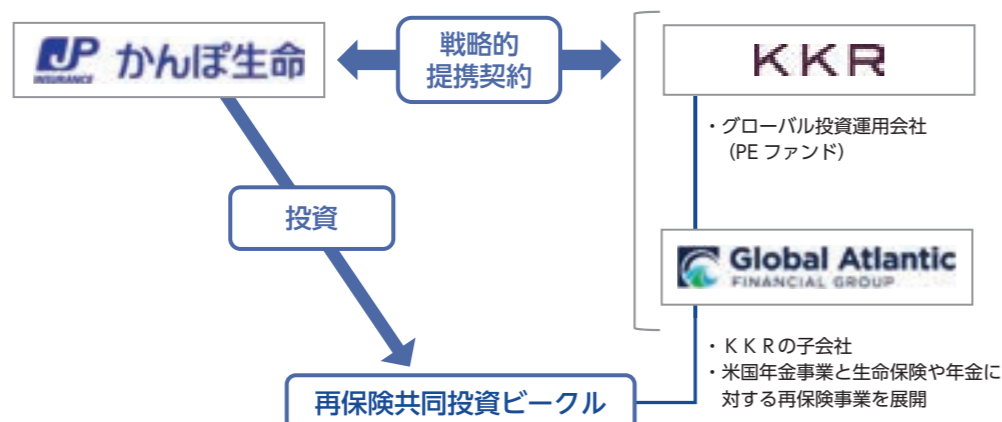 JP
INSURANCE
かんぽ生命
戦略的
提携契約
KKR
・グローバル投資運用会社
（PE ファンド）
投資
Global Atlantic
FINANCIAL GROUP
・ＫＫＲの子会社
・米国年金事業と生命保険や年金に
対する再保険事業を展開
再保険共同投資ビークル